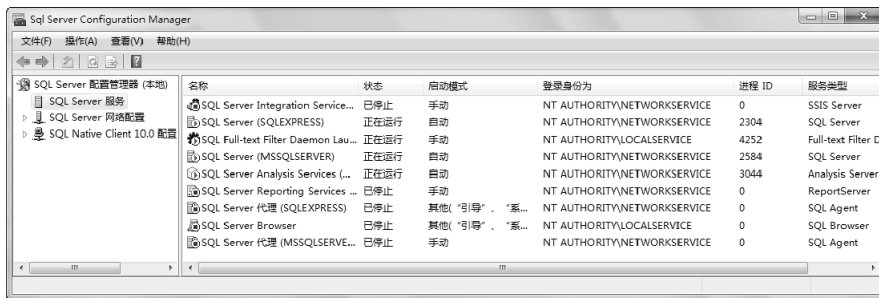 Sql Server Configuration Manager
文件(F) 操作(A) 查看(V) 帮助(H)
SQL Server 配置管理器 (本地)
SQL Server 服务
SQL Server 网络配置
SQL Native Client 10.0 配置
名称 状态 启动模式 登录身份为 进程 ID 服务类型
SQL Server Integration Service... 已停止 手动 NT AUTHORITY\NETWORKSERVICE 0 SSIS Server
SQL Server (SQLEXPRESS) 正在运行 自动 NT AUTHORITY\NETWORKSERVICE 2304 SQL Server
SQL Full-text Filter Daemon Lau... 正在运行 手动 NT AUTHORITY\LOCALSERVICE 4252 Full-text Filter D
SQL Server (MSSQLSERVER) 正在运行 自动 NT AUTHORITY\NETWORKSERVICE 2584 SQL Server
SQL Server Analysis Services (... 正在运行 自动 NT AUTHORITY\NETWORKSERVICE 3044 Analysis Server
SQL Server Reporting Services ... 已停止 手动 NT AUTHORITY\NETWORKSERVICE 0 ReportServer
SQL Server 代理 (SQLEXPRESS) 已停止 其他("引导"、"系... NT AUTHORITY\NETWORKSERVICE 0 SQL Agent
SQL Server Browser 已停止 其他("引导"、"系... NT AUTHORITY\LOCALSERVICE 0 SQL Browser
SQL Server 代理 (MSSQLSERVE... 已停止 手动 NT AUTHORITY\NETWORKSERVICE 0 SQL Agent